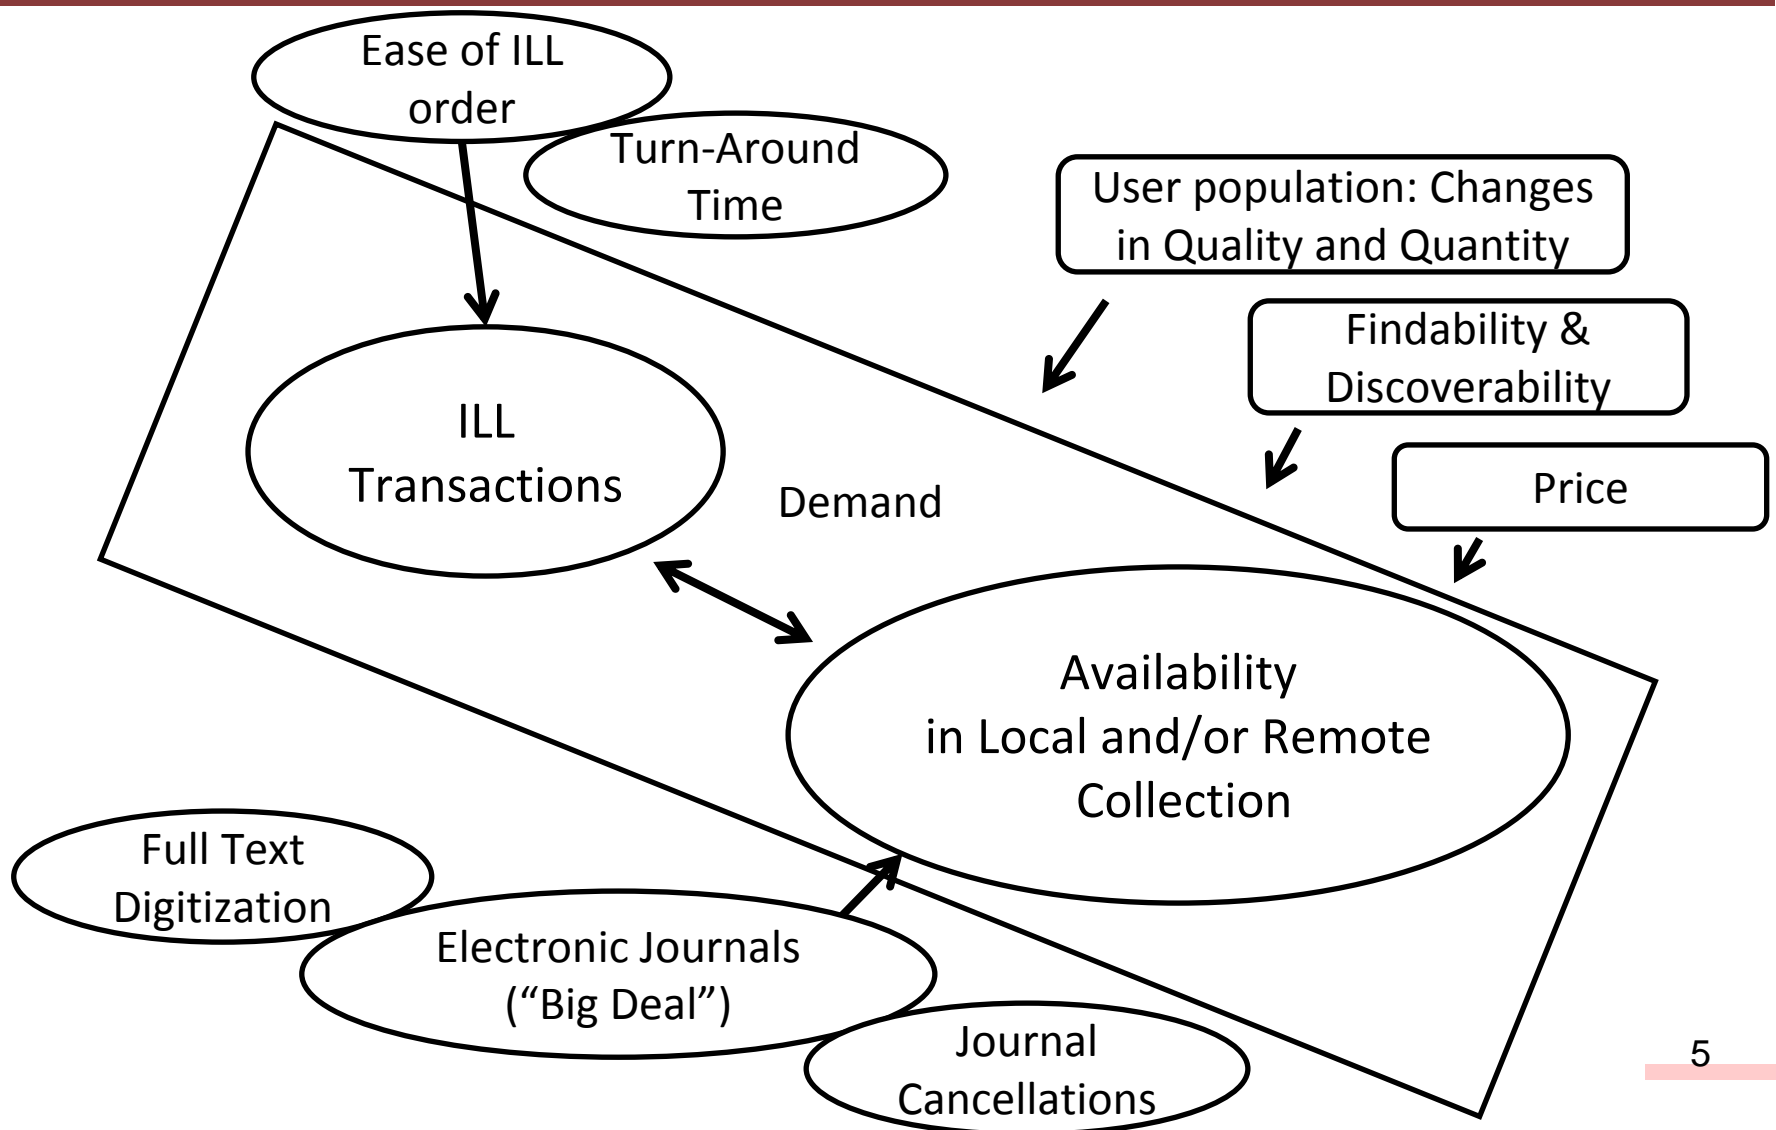 Ease of ILL
order
Turn-Around
Time
User population: Changes
in Quality and Quantity
Findability &
Discoverability
Price
ILL
Transactions
Demand
Availability
in Local and/or Remote
Collection
Full Text
Digitization
Electronic Journals
(“Big Deal”)
Journal
Cancellations
5